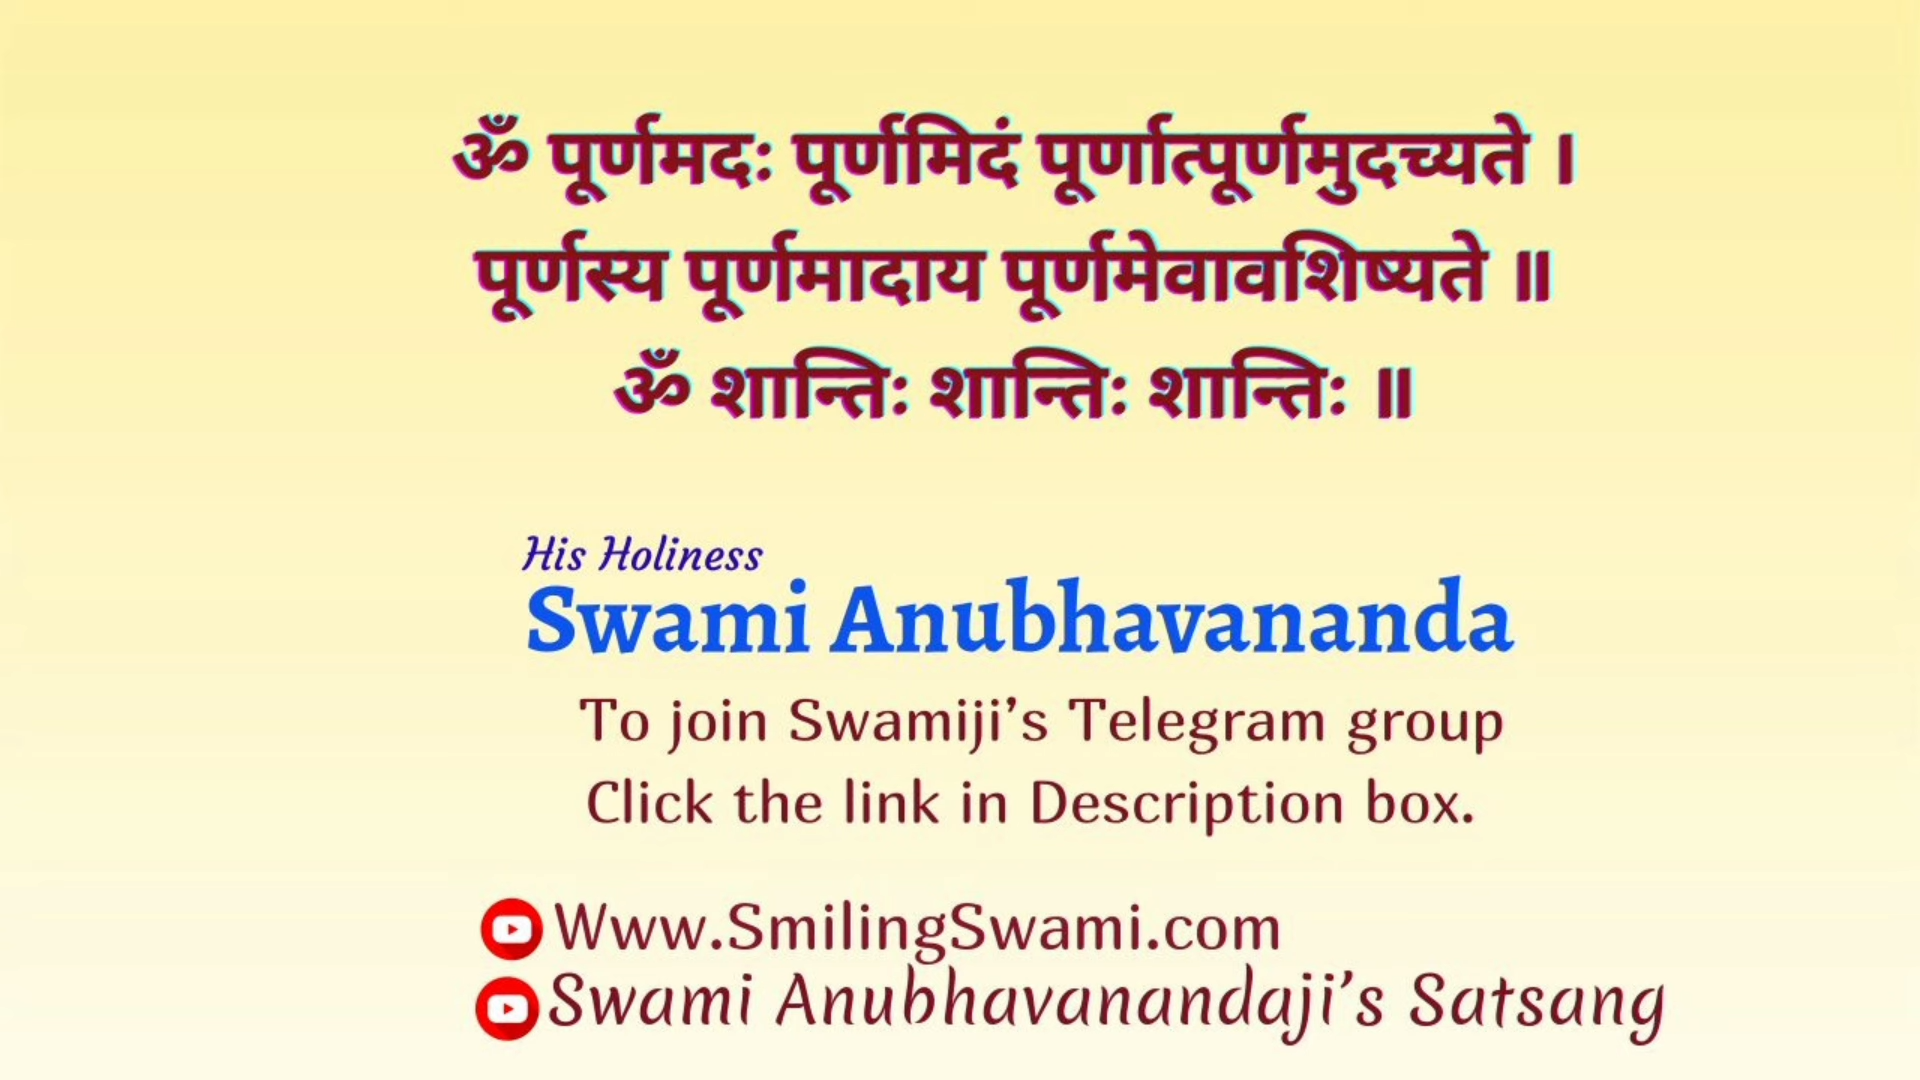 ॐ पूर्णमदः पूर्णमिदं पूर्णात्पूर्णमुदच्यते ।
पूर्णस्य पूर्णमादाय पूर्णमेवावशिष्यते ॥
ॐ शान्तिः शान्तिः शान्तिः ॥
His Holiness
Swami Anubhavananda
To join Swamiji’s Telegram group
Click the link in Description box.
Www.SmilingSwami.com
Swami Anubhavanandaji’s Satsang